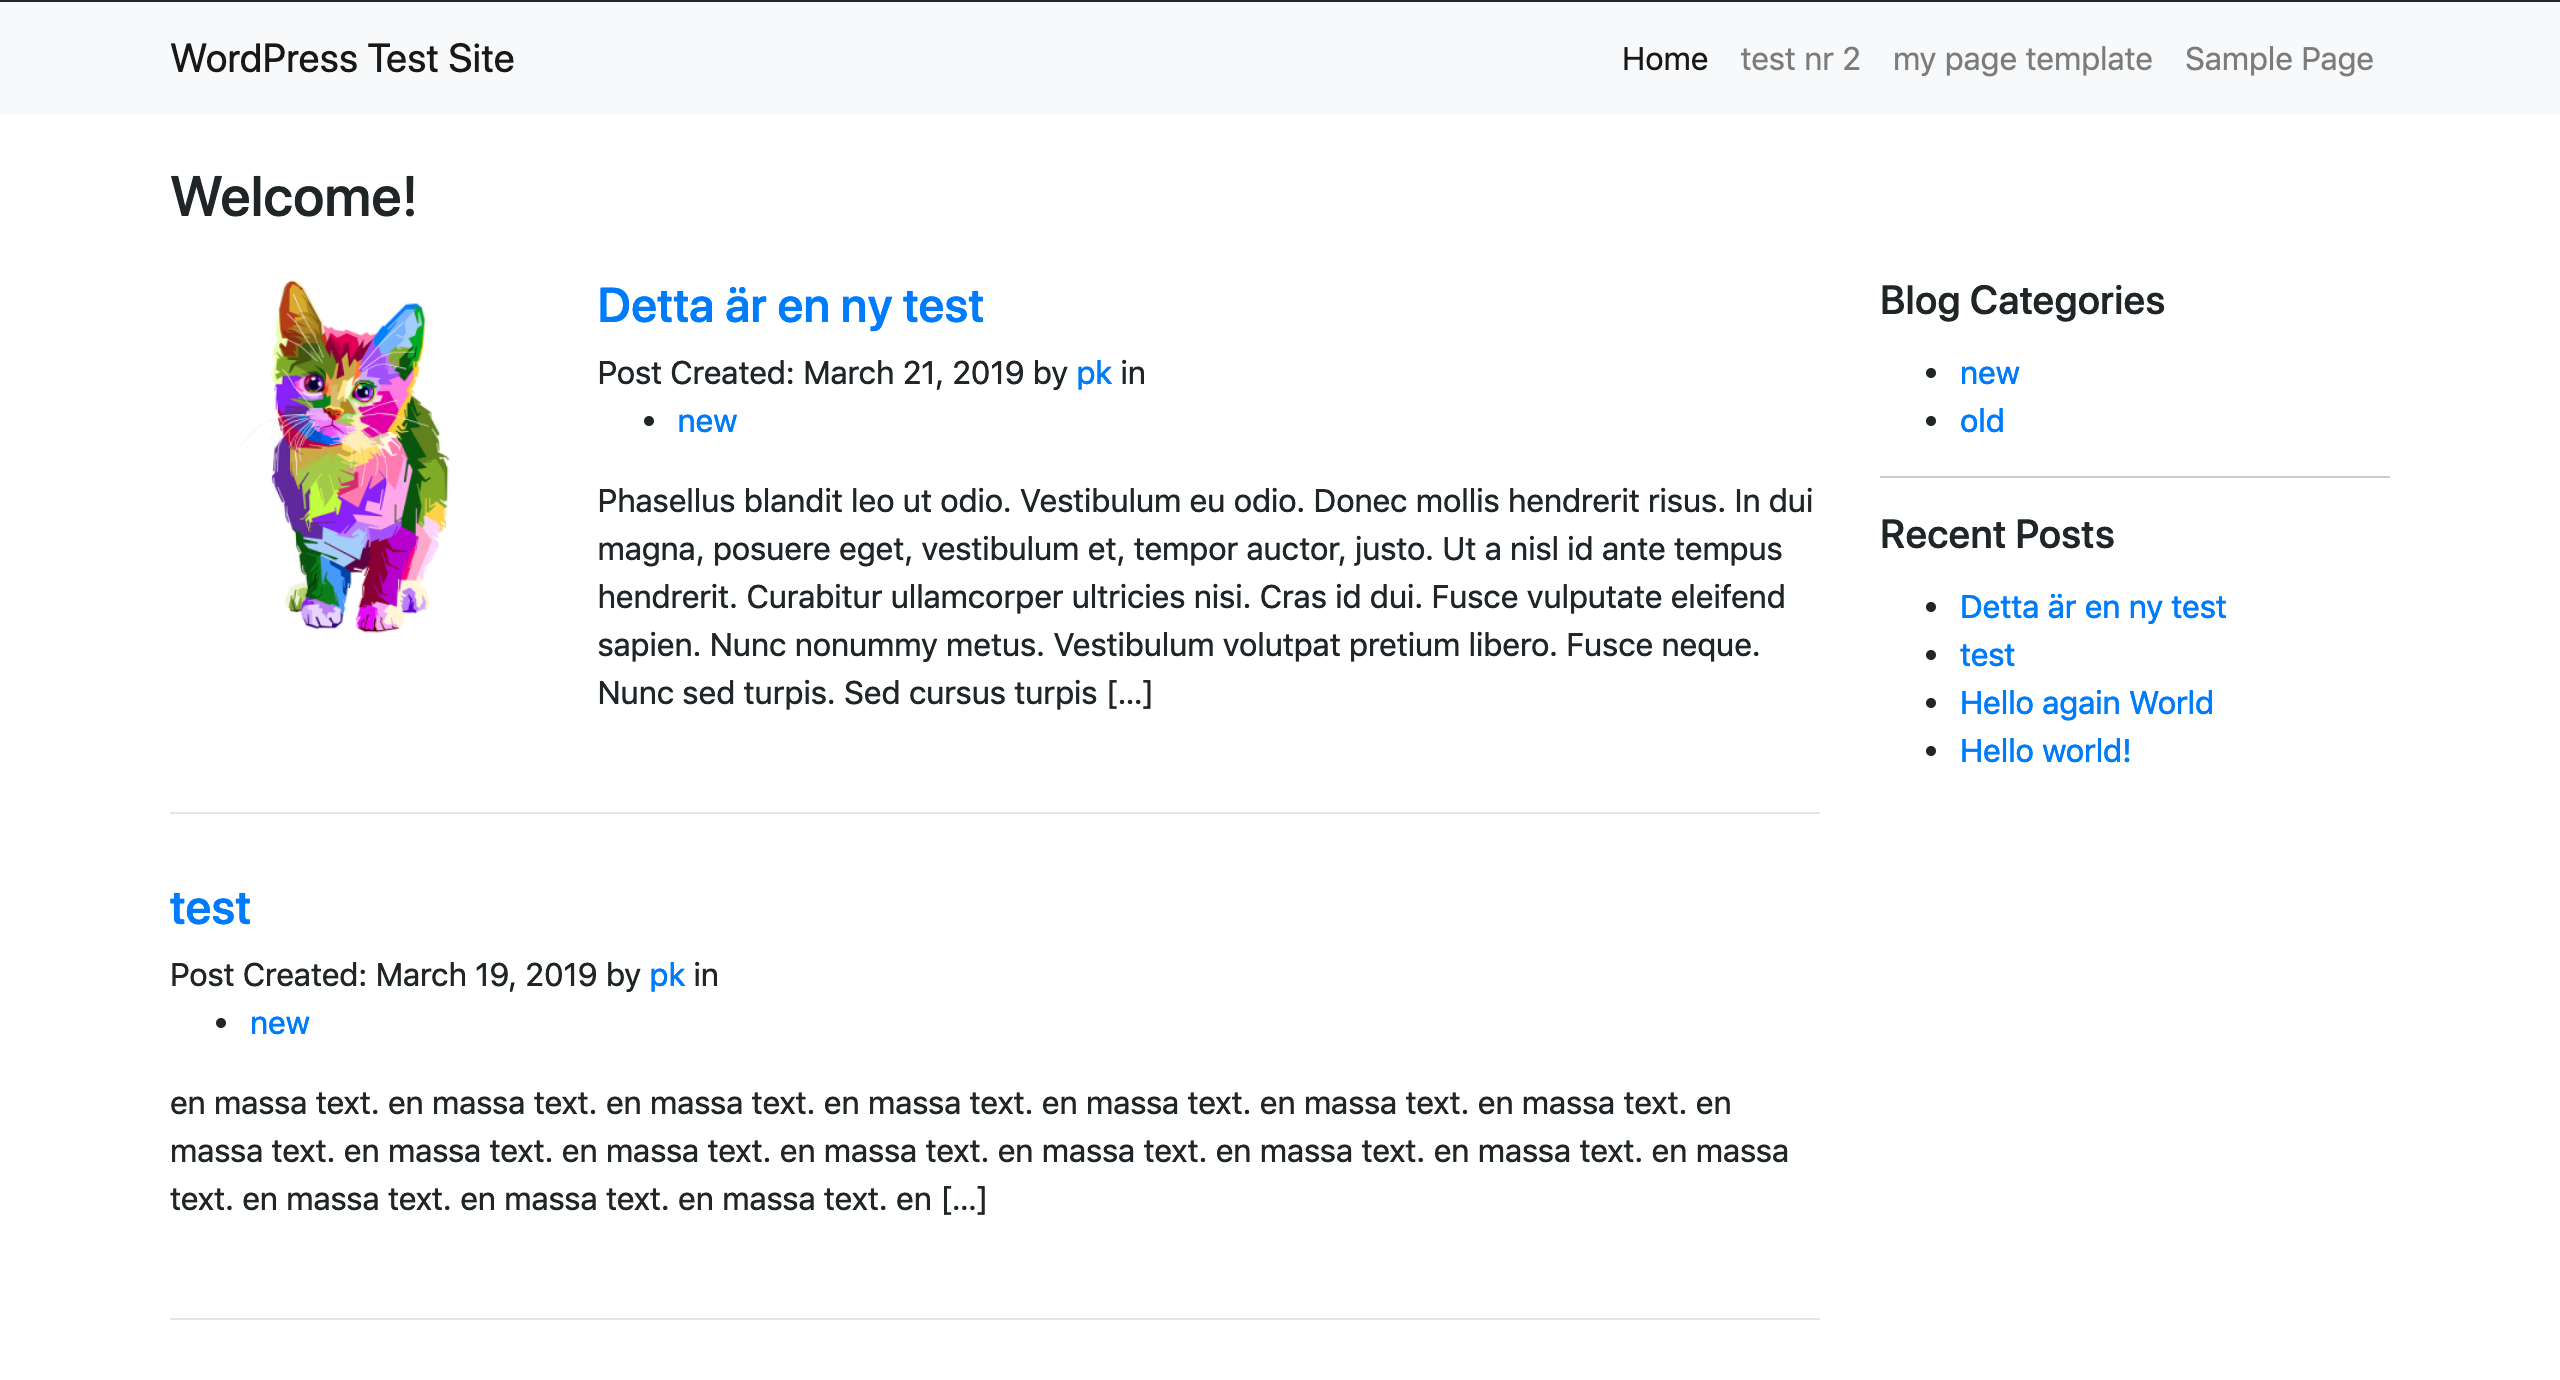 WordPress Test Site
Home test nr 2 my page template Sample Page
Welcome!
Detta är en ny test
Post Created: March 21, 2019 by pk in
new
Phasellus blandit leo ut odio. Vestibulum eu odio. Donec mollis hendrerit risus. In dui
magna, posuere eget, vestibulum et, tempor auctor, justo. Ut a nisl id ante tempus
hendrerit. Curabitur ullamcorper ultricies nisi. Cras id dui. Fusce vulputate eleifend
sapien. Nunc nonummy metus. Vestibulum volutpat pretium libero. Fusce neque.
Nunc sed turpis. Sed cursus turpis [...]
test
Post Created: March 19, 2019 by pk in
new
en massa text. en massa text. en massa text. en massa text. en massa text. en massa text. en massa text. en
massa text. en massa text. en massa text. en massa text. en massa text. en massa text. en massa text. en massa
text. en massa text. en massa text. en massa text. en [...]
Blog Categories
new
old
Recent Posts
Detta är en ny test
test
Hello again World
Hello world!